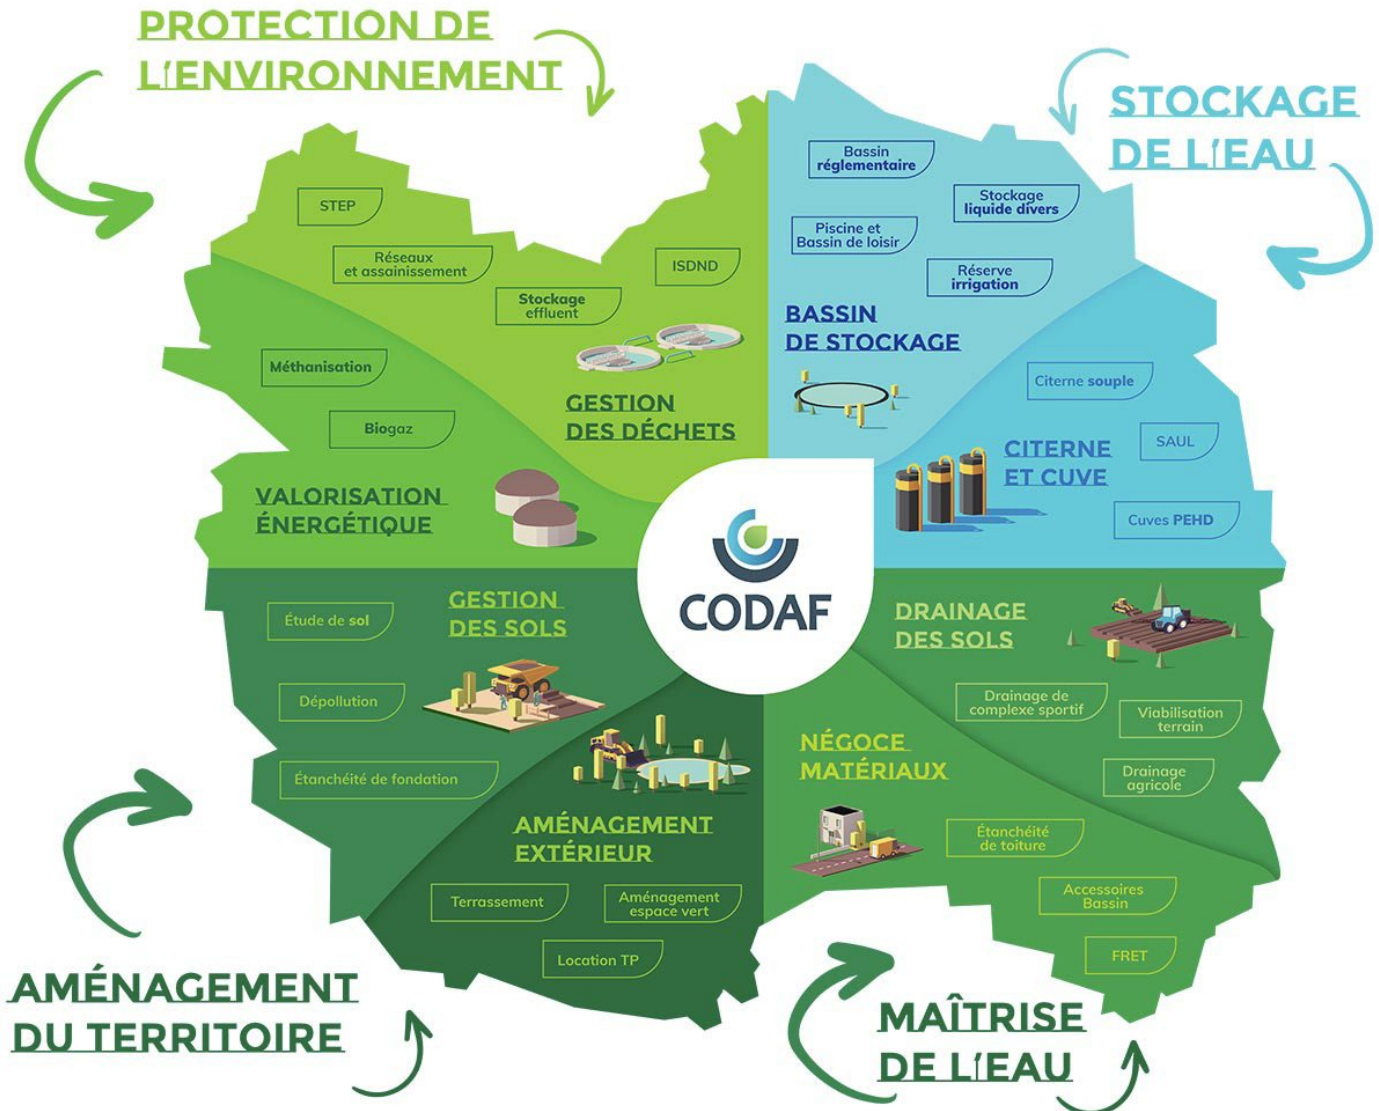 PROTECTION DE
L'ENVIRONNEMENT
STEP
Réseaux
et assainissement
Stockage
effluent
ISDND
GESTION
DES DÉCHETS
Méthanisation
Biogaz
VALORISATION
ÉNERGÉTIQUE
STOCKAGE
DE L'EAU
Bassin
réglementaire
Stockage
liquide divers
Piscine et
Bassin de loisir
Réserve
irrigation
BASSIN
DE STOCKAGE
Citerne souple
SAUL
Cuves PEHD
CITERNE
ET CUVE
CODAF
GESTION
DES SOLS
Étude de sol
Dépollution
Étanchéité de fondation
AMÉNAGEMENT
EXTÉRIEUR
Terrassement
Aménagement
espace vert
Location TP
AMÉNAGEMENT
DU TERRITOIRE
DRAINAGE
DES SOLS
Drainage de
complexe sportif
Viabilisation
terrain
Drainage
agricole
NÉGOCE
MATÉRIAUX
Étanchéité
de toiture
Accessoires
Bassin
FRET
MAÎTRISE
DE L'EAU